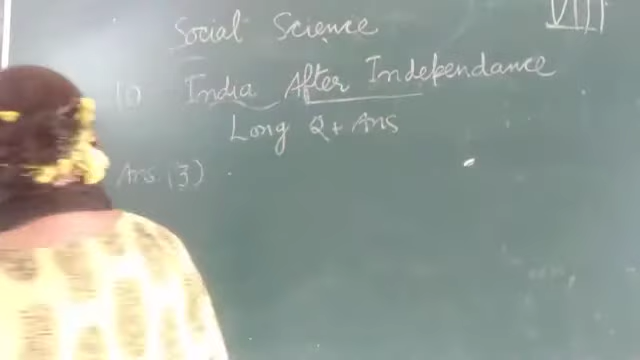 VIII
Social Science
10) India After Independance
Long Q + Ans
Ans. (3)